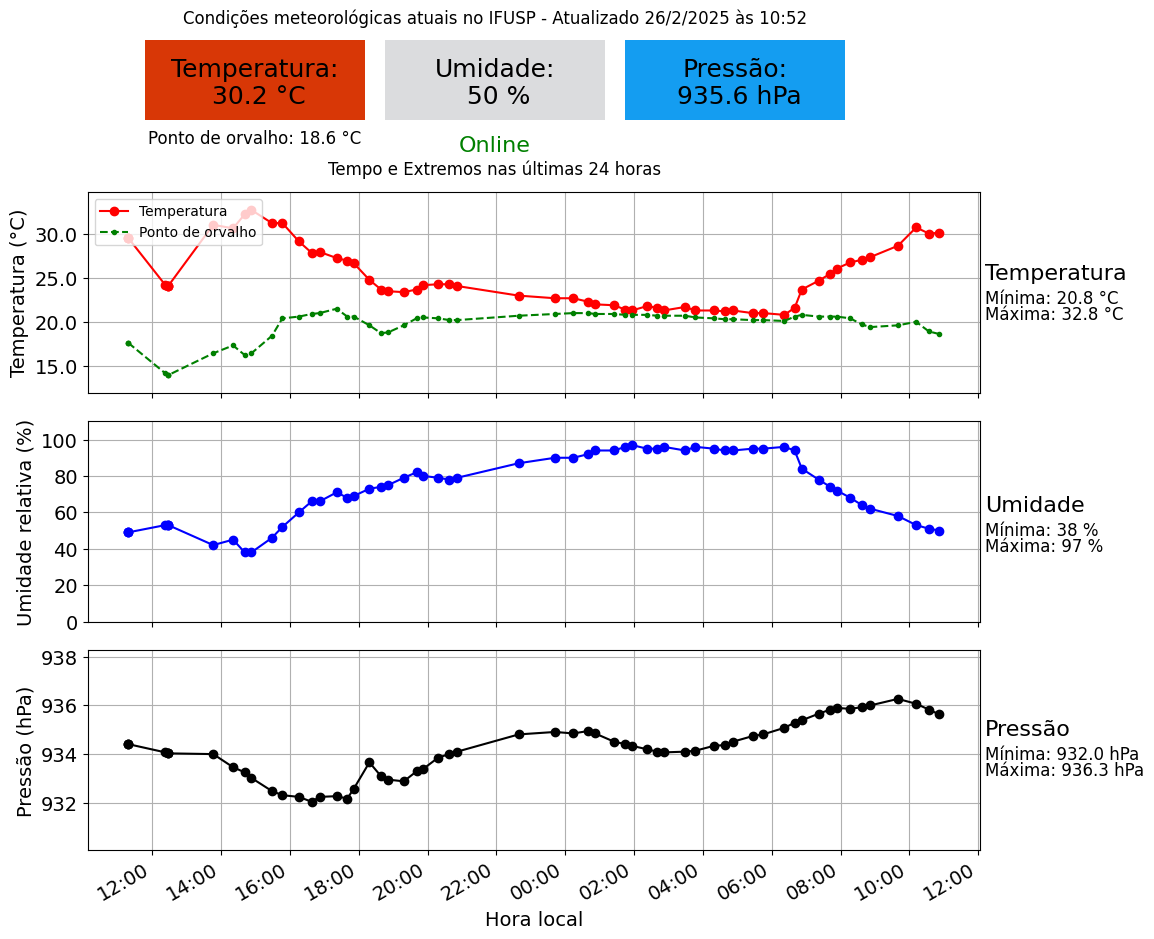 Condições meteorológicas atuais no IFUSP - Atualizado 26/2/2025 às 10:52
Temperatura:
30.2 °C
Umidade:
50 %
Pressão:
935.6 hPa
Ponto de orvalho: 18.6 °C
Online
Tempo e Extremos nas últimas 24 horas
Temperatura
Ponto de orvalho
Temperatura (°C)
30.0
25.0
20.0
15.0
Temperatura
Mínima: 20.8 °C
Máxima: 32.8 °C
Umidade relativa (%)
100
80
60
40
20
0
Umidade
Mínima: 38 %
Máxima: 97 %
Pressão (hPa)
938
936
934
932
Pressão
Mínima: 932.0 hPa
Máxima: 936.3 hPa
12:00 14:00 16:00 18:00 20:00 22:00 00:00 02:00 04:00 06:00 08:00 10:00 12:00
Hora local